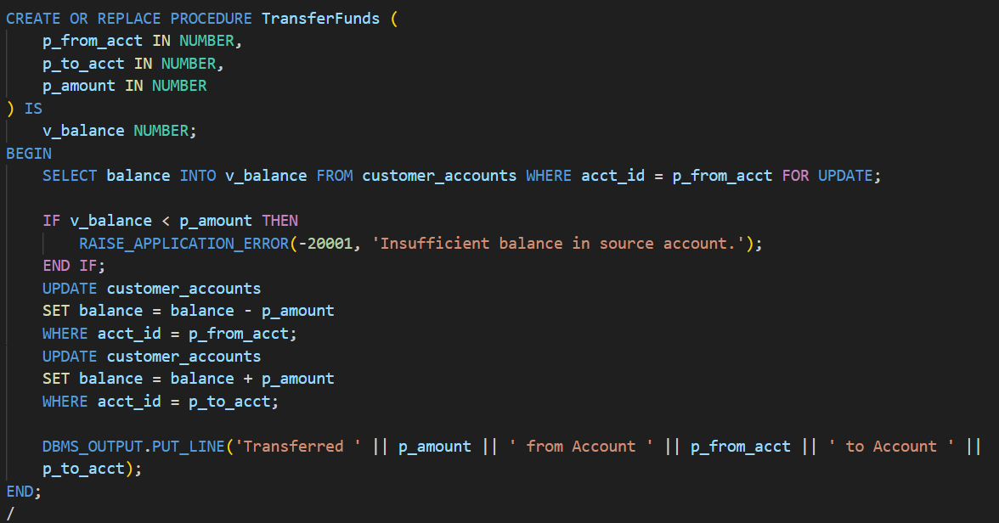 CREATE OR REPLACE PROCEDURE TransferFunds (
    p_from_acct IN NUMBER,
    p_to_acct IN NUMBER,
    p_amount IN NUMBER
) IS
    v_balance NUMBER;
BEGIN
    SELECT balance INTO v_balance FROM customer_accounts WHERE acct_id = p_from_acct FOR UPDATE;

    IF v_balance < p_amount THEN
        RAISE_APPLICATION_ERROR(-20001, 'Insufficient balance in source account.');
    END IF;
    UPDATE customer_accounts
    SET balance = balance - p_amount
    WHERE acct_id = p_from_acct;
    UPDATE customer_accounts
    SET balance = balance + p_amount
    WHERE acct_id = p_to_acct;

    DBMS_OUTPUT.PUT_LINE('Transferred ' || p_amount || ' from Account ' || p_from_acct || ' to Account ' ||
    p_to_acct);
END;
/